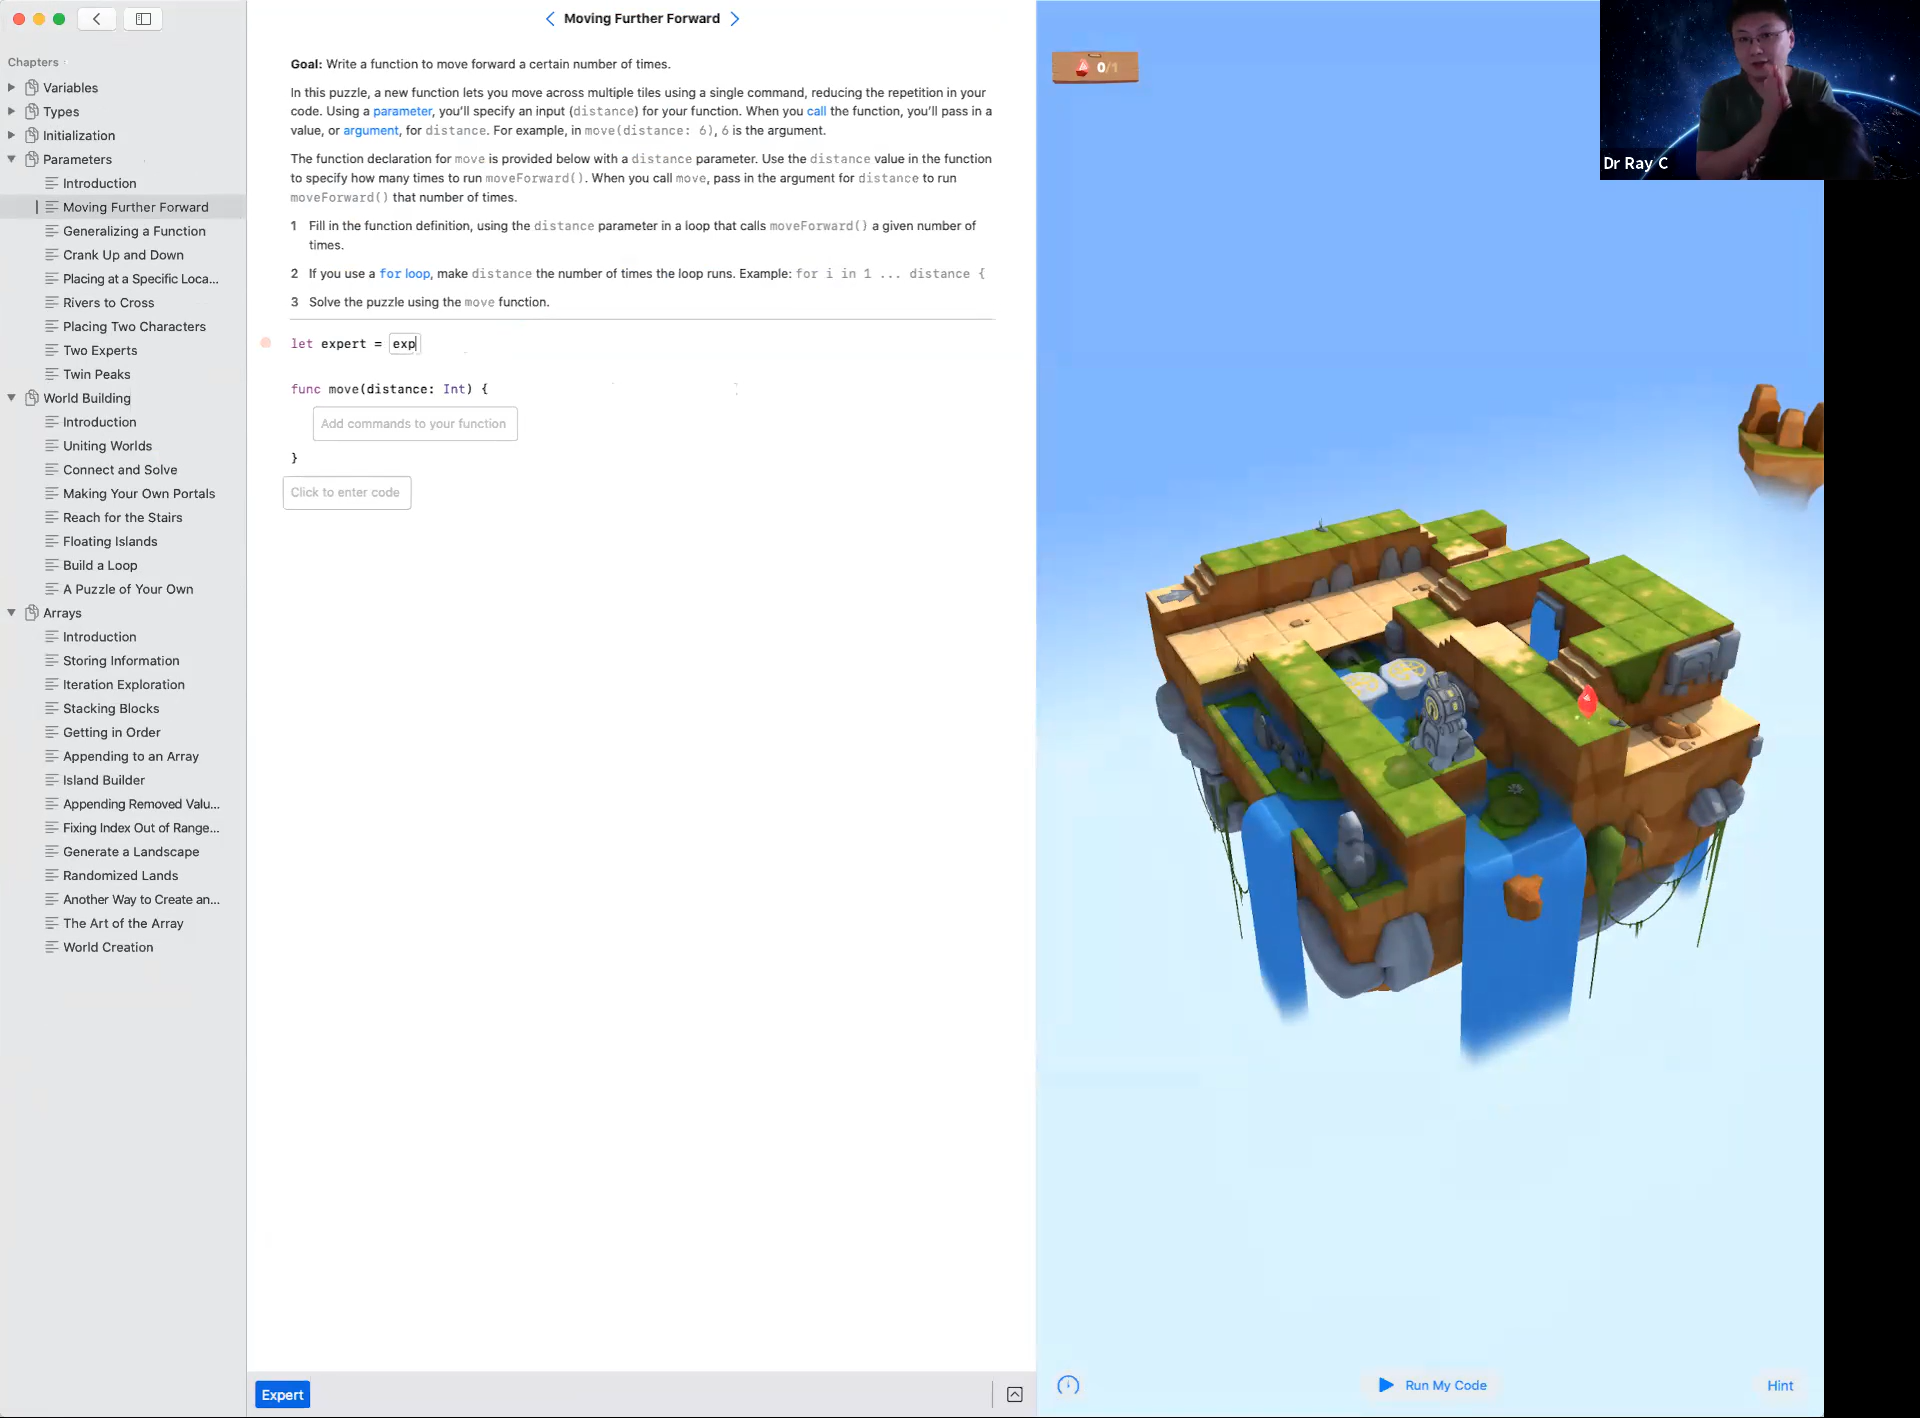 Moving Further Forward
Chapters
Variables
Types
Initialization
Parameters
Introduction
Moving Further Forward
Generalizing a Function
Crank Up and Down
Placing at a Specific Loca...
Rivers to Cross
Placing Two Characters
Two Experts
Twin Peaks
World Building
Introduction
Uniting Worlds
Connect and Solve
Making Your Own Portals
Reach for the Stairs
Floating Islands
Build a Loop
A Puzzle of Your Own
Arrays
Introduction
Storing Information
Iteration Exploration
Stacking Blocks
Getting in Order
Appending to an Array
Island Builder
Appending Removed Valu...
Fixing Index Out of Range...
Generate a Landscape
Randomized Lands
Another Way to Create an...
The Art of the Array
World Creation
Goal: Write a function to move forward a certain number of times.
In this puzzle, a new function lets you move across multiple tiles using a single command, reducing the repetition in your
code. Using a parameter, you'll specify an input (distance) for your function. When you call the function, you'll pass in a
value, or argument, for distance. For example, in move(distance: 6), 6 is the argument.
The function declaration for move is provided below with a distance parameter. Use the distance value in the function
to specify how many times to run moveForward(). When you call move, pass in the argument for distance to run
moveForward() that number of times.
1 Fill in the function definition, using the distance parameter in a loop that calls moveForward() a given number of
times.
2 If you use a for loop, make distance the number of times the loop runs. Example: for i in 1 ... distance {
3 Solve the puzzle using the move function.
let expert = exp
func move(distance: Int) {
Add commands to your function
}
Click to enter code
Expert
0/1
Dr Ray C
Run My Code
Hint